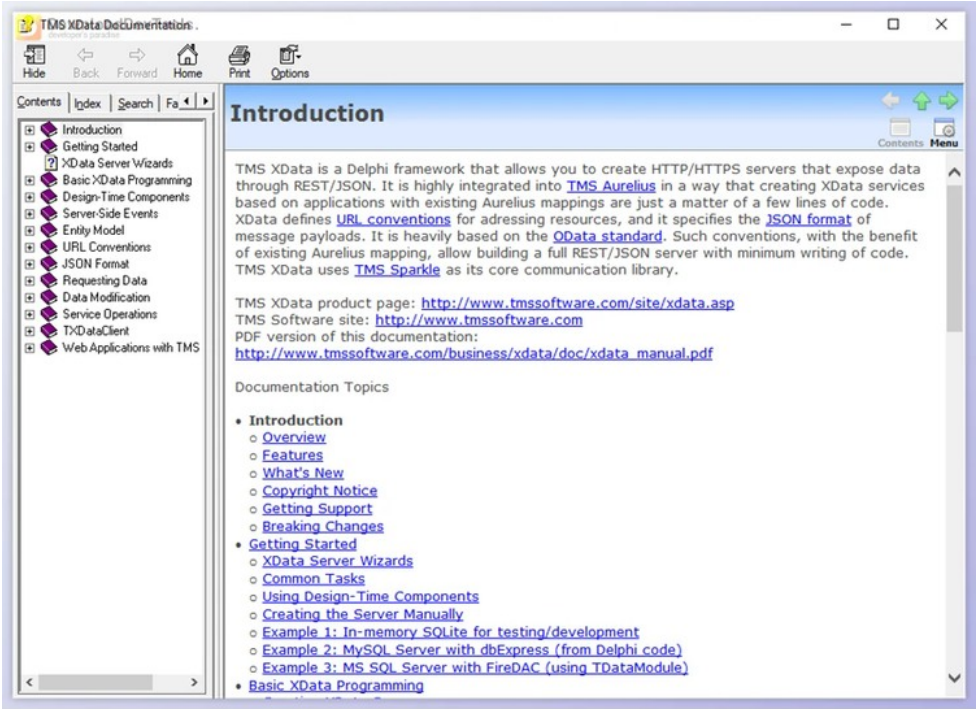 TMS XData Documentation
developer's paradise
Hide
Back
Forward
Home
Print
Options
Contents
Index
Search
Fa
Introduction
Getting Started
XData Server Wizards
Basic XData Programming
Design-Time Components
Server-Side Events
Entity Model
URL Conventions
JSON Format
Requesting Data
Data Modification
Service Operations
TXDataClient
Web Applications with TMS
Introduction
Contents
Menu
TMS XData is a Delphi framework that allows you to create HTTP/HTTPS servers that expose data
through REST/JSON. It is highly integrated into TMS Aurelius in a way that creating XData services
based on applications with existing Aurelius mappings are just a matter of a few lines of code.
XData defines URL conventions for adressing resources, and it specifies the JSON format of
message payloads. It is heavily based on the OData standard. Such conventions, with the benefit
of existing Aurelius mapping, allow building a full REST/JSON server with minimum writing of code.
TMS XData uses TMS Sparkle as its core communication library.
TMS XData product page: http://www.tmssoftware.com/site/xdata.asp
TMS Software site: http://www.tmssoftware.com
PDF version of this documentation:
http://www.tmssoftware.com/business/xdata/doc/xdata_manual.pdf
Documentation Topics
• Introduction
○ Overview
○ Features
○ What's New
○ Copyright Notice
○ Getting Support
○ Breaking Changes
• Getting Started
○ XData Server Wizards
○ Common Tasks
○ Using Design-Time Components
○ Creating the Server Manually
○ Example 1: In-memory SQLite for testing/development
○ Example 2: MySQL Server with dbExpress (from Delphi code)
○ Example 3: MS SQL Server with FireDAC (using TDataModule)
• Basic XData Programming